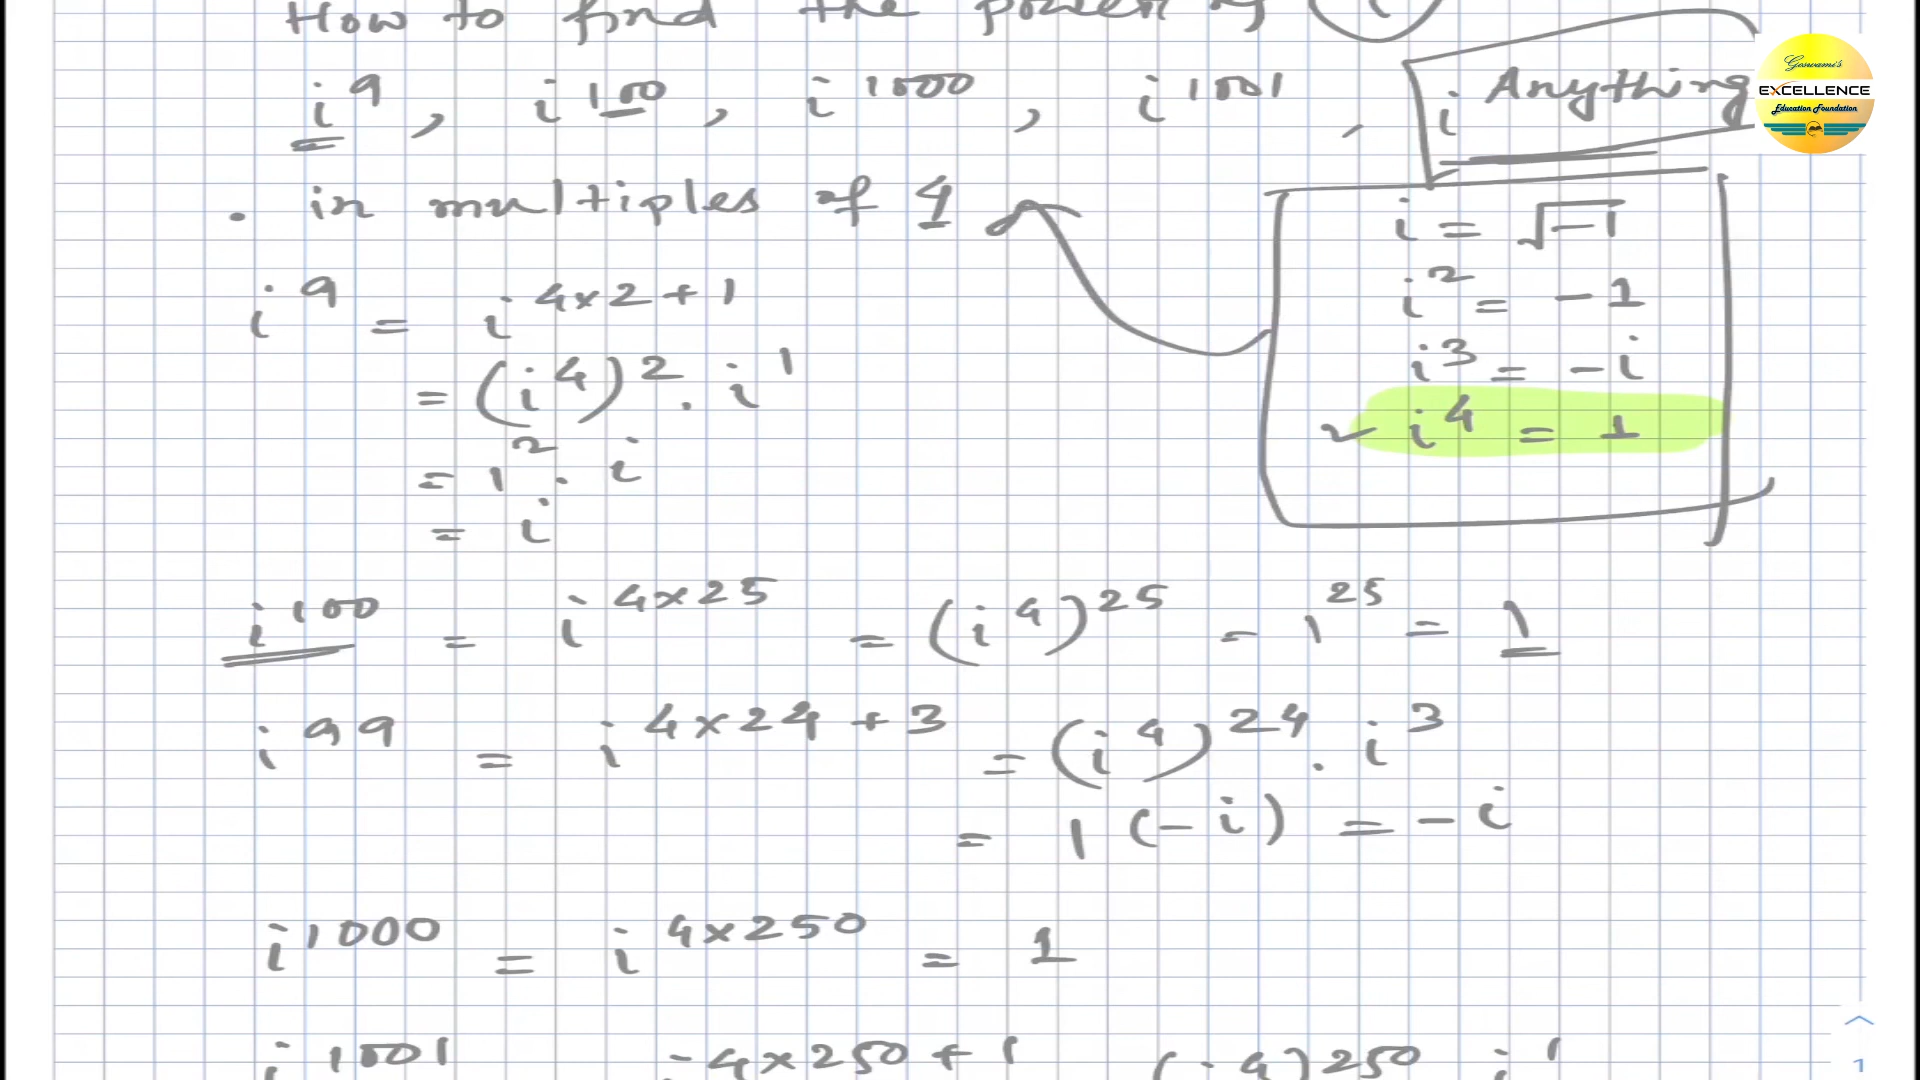 How to find the power of i
i^9 , i^100 , i^1000 , i^1001 , i^Anything
Goswami's
EXCELLENCE
Education Foundation
. in multiples of 4
i = √-1
i^2 = -1
i^3 = -i
✓ i^4 = 1
i^9 = i^4×2+1
= (i^4)^2 . i^1
= 1^2 . i
= i
i^100 = i^4×25 = (i^4)^25 = 1^25 = 1
i^99 = i^4×24+3 = (i^4)^24 . i^3
= 1 (-i) = -i
i^1000 = i^4×250 = 1
i^1001 i^4×250+1 (i^4)^250 i^1
1